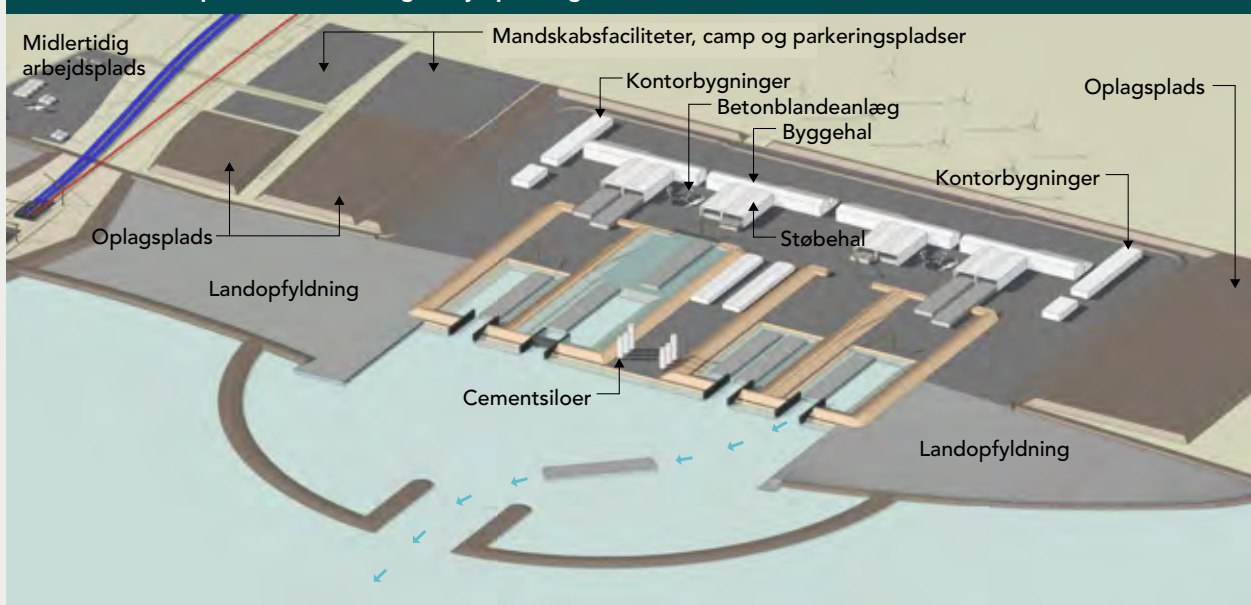 Midlertidig
arbejdsplads
Mandskabsfaciliteter, camp og parkeringspladser
Kontorbygninger
Betonblandeanlæg
Byggehal
Oplagsplads
Kontorbygninger
Støbehal
Oplagsplads
Landopfyldning
Cementsiloer
Landopfyldning